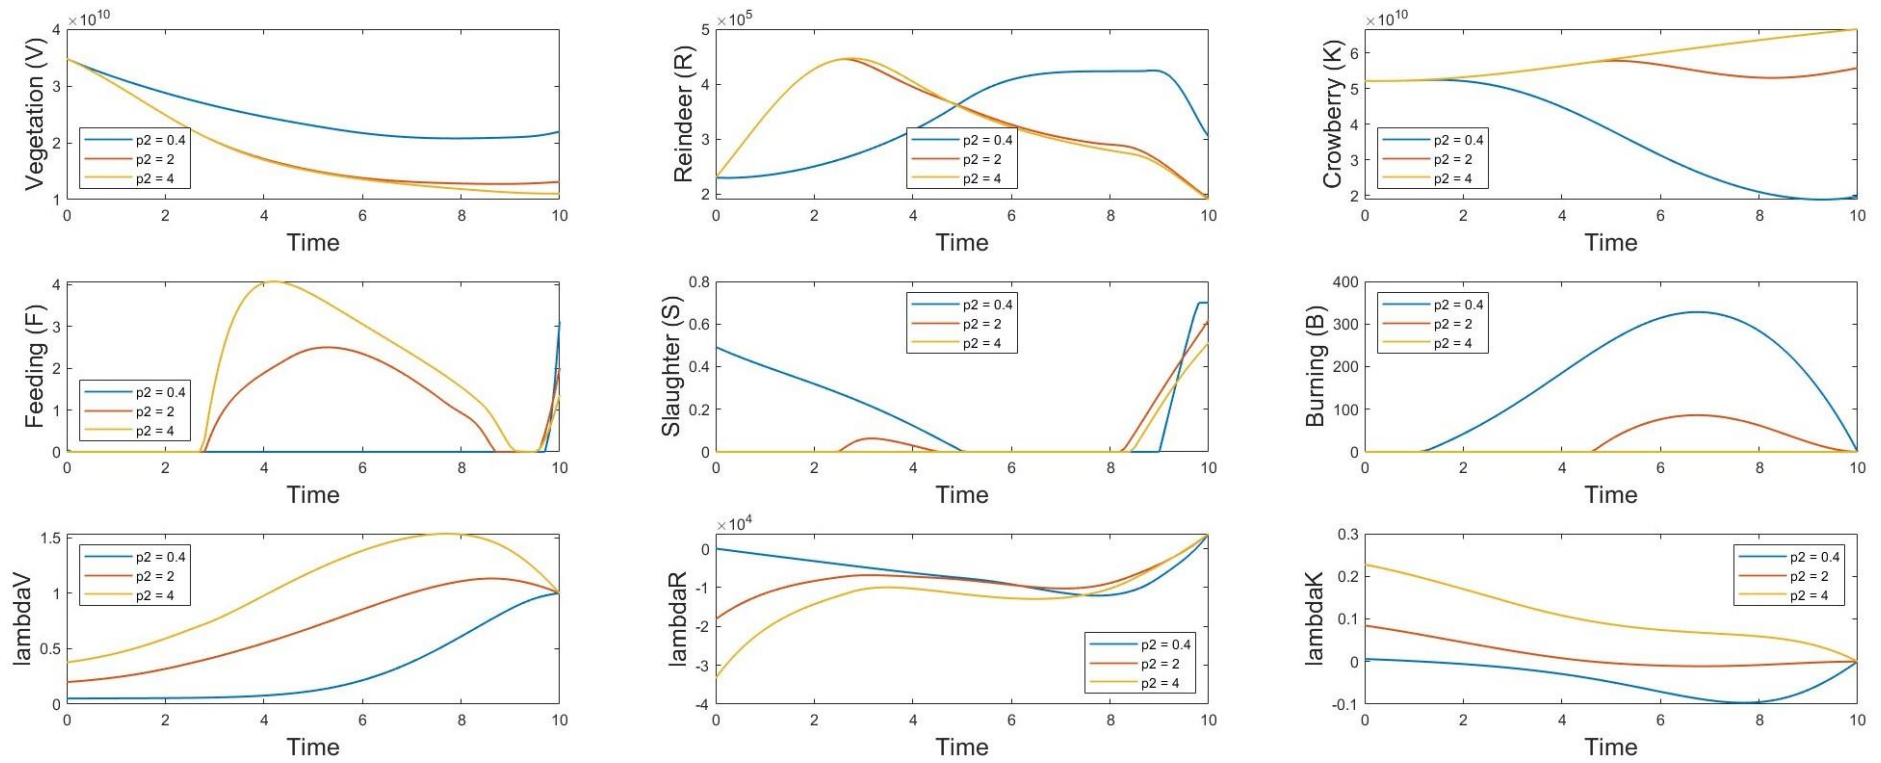 ×10^10
4
3
2
1
Vegetation (V)
p2 = 0.4
p2 = 2
p2 = 4
0 2 4 6 8 10
Time
×10^5
5
4
3
2
Reindeer (R)
p2 = 0.4
p2 = 2
p2 = 4
0 2 4 6 8 10
Time
×10^10
6
5
4
3
2
Crowberry (K)
p2 = 0.4
p2 = 2
p2 = 4
0 2 4 6 8 10
Time
4
3
2
1
0
Feeding (F)
p2 = 0.4
p2 = 2
p2 = 4
0 2 4 6 8 10
Time
0.8
0.6
0.4
0.2
0
Slaughter (S)
p2 = 0.4
p2 = 2
p2 = 4
0 2 4 6 8 10
Time
400
300
200
100
0
Burning (B)
p2 = 0.4
p2 = 2
p2 = 4
0 2 4 6 8 10
Time
1.5
1
0.5
0
lambdaV
p2 = 0.4
p2 = 2
p2 = 4
0 2 4 6 8 10
Time
×10^4
0
-1
-2
-3
-4
lambdaR
p2 = 0.4
p2 = 2
p2 = 4
0 2 4 6 8 10
Time
0.3
0.2
0.1
0
-0.1
lambdaK
p2 = 0.4
p2 = 2
p2 = 4
0 2 4 6 8 10
Time